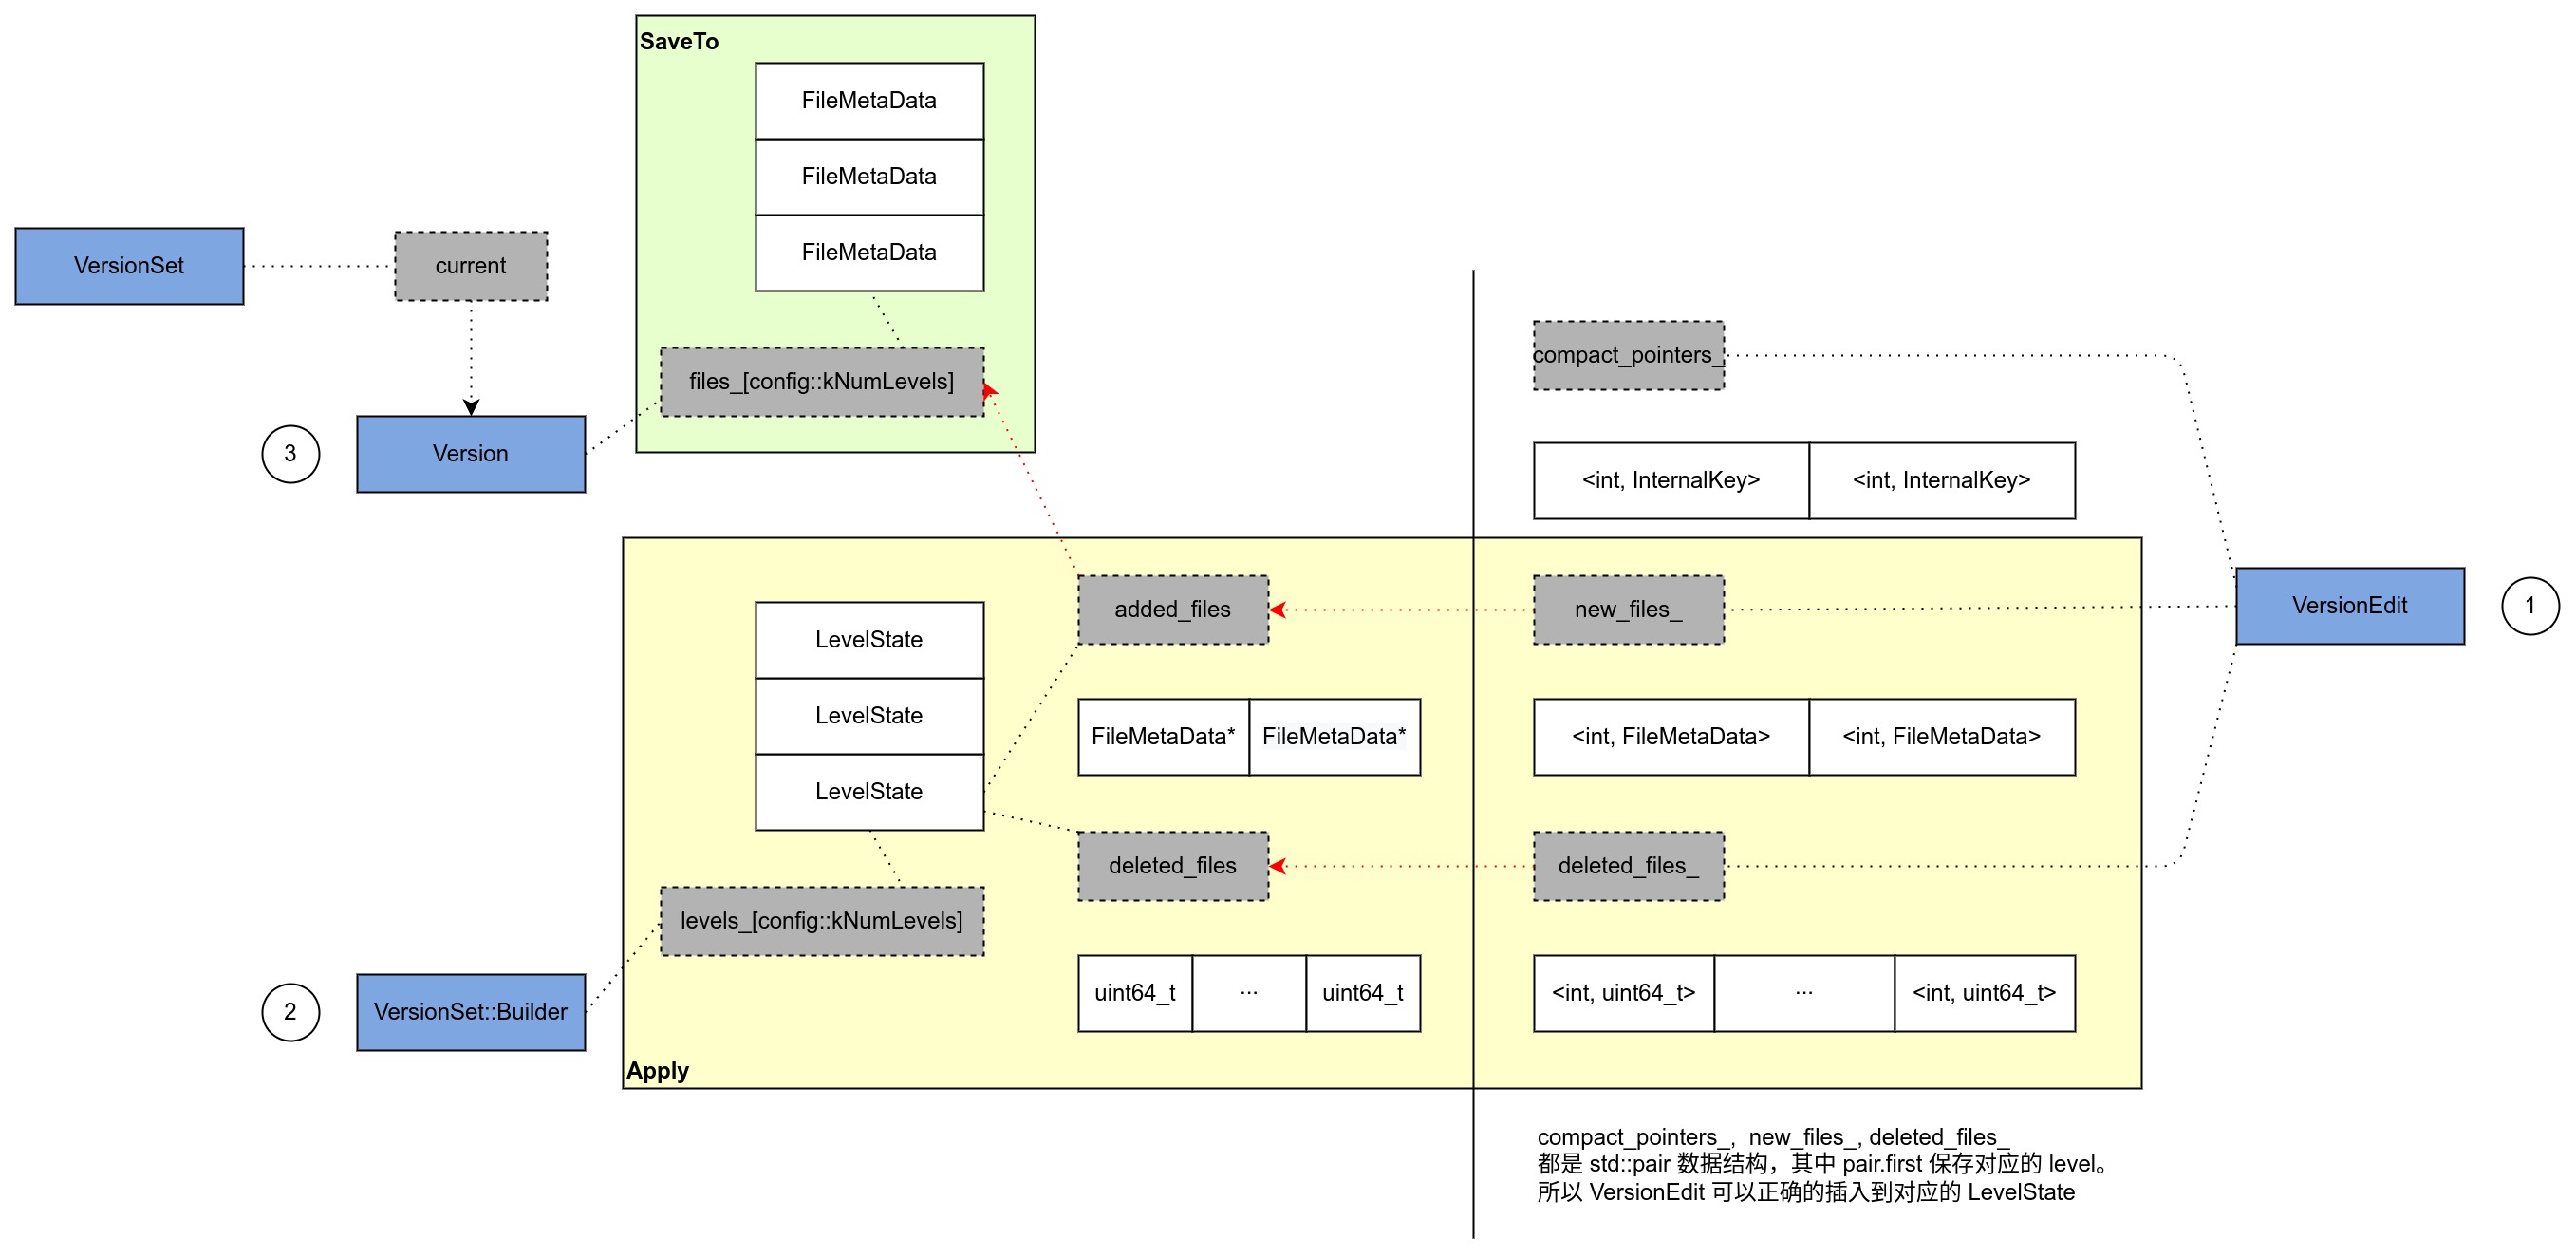 SaveTo
FileMetaData
FileMetaData
FileMetaData
VersionSet
current
files_[config::kNumLevels]
3
Version
compact_pointers_
<int, InternalKey>
<int, InternalKey>
added_files
new_files_
VersionEdit
1
LevelState
LevelState
LevelState
FileMetaData*
FileMetaData*
<int, FileMetaData>
<int, FileMetaData>
deleted_files
deleted_files_
levels_[config::kNumLevels]
2
VersionSet::Builder
uint64_t
...
uint64_t
<int, uint64_t>
...
<int, uint64_t>
Apply
compact_pointers_, new_files_, deleted_files_
都是 std::pair 数据结构，其中 pair.first 保存对应的 level。
所以 VersionEdit 可以正确的插入到对应的 LevelState